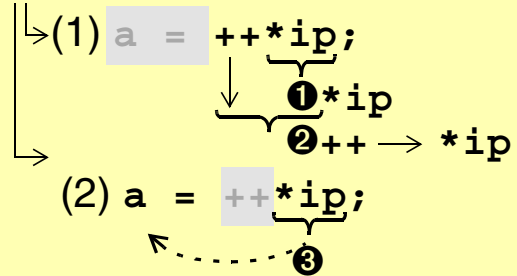 (1) a = ++*ip;
❶*ip
❷++ → *ip
(2) a = ++*ip;
❸